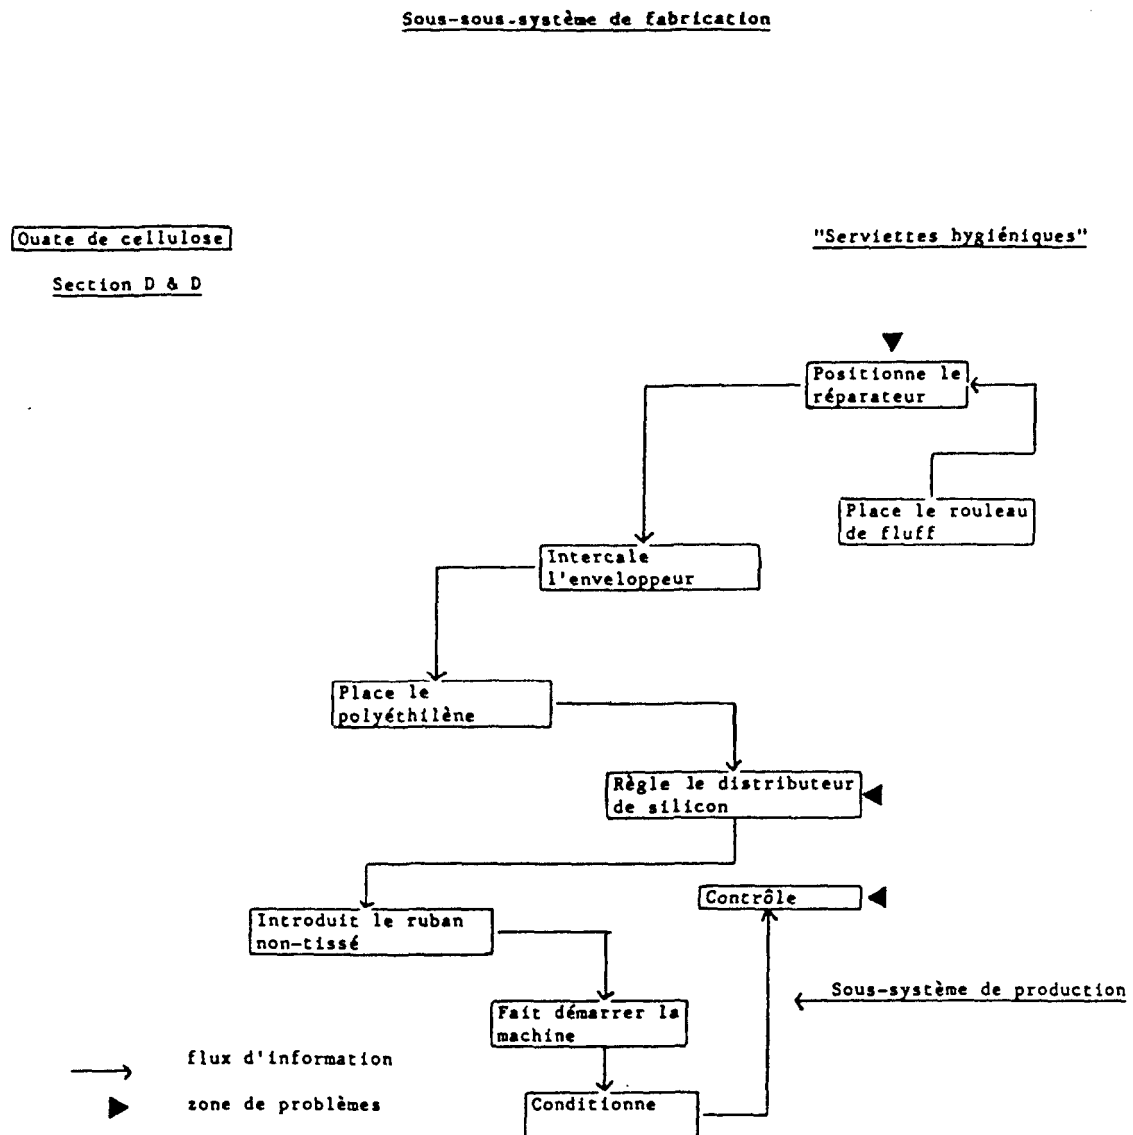 Sous-sous-système de fabrication
Ouate de cellulose
"Serviettes hygiéniques"
Section D & D
Positionne le
réparateur
Place le rouleau
de fluff
Intercale
l'enveloppeur
Place le
polyéthilène
Règle le distributeur
de silicon
Contrôle
Introduit le ruban
non-tissé
Sous-système de production
Fait démarrer la
machine
flux d'information
zone de problèmes
Conditionne